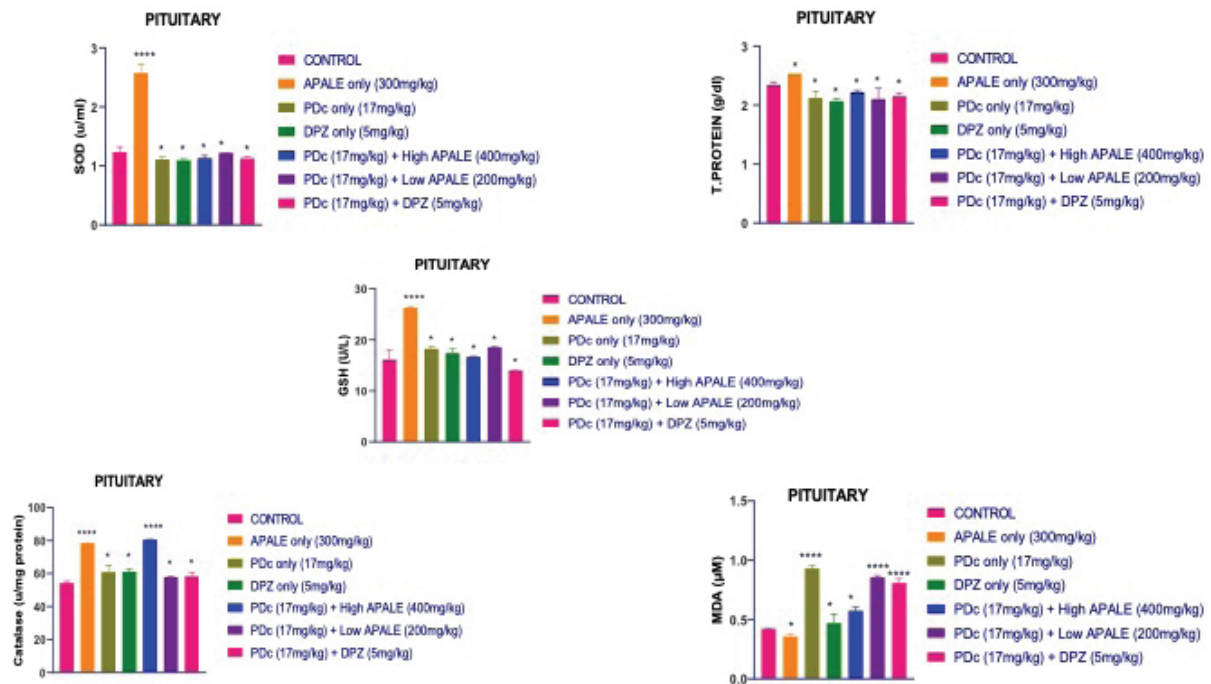 PITUITARY
SOD (u/ml)
3
2
1
0
****
* * * * *
CONTROL
APALE only (300mg/kg)
PDc only (17mg/kg)
DPZ only (5mg/kg)
PDc (17mg/kg) + High APALE (400mg/kg)
PDc (17mg/kg) + Low APALE (200mg/kg)
PDc (17mg/kg) + DPZ (5mg/kg)
PITUITARY
T.PROTEIN (g/dl)
3
2
1
0
* * * * * *
CONTROL
APALE only (300mg/kg)
PDc only (17mg/kg)
DPZ only (5mg/kg)
PDc (17mg/kg) + High APALE (400mg/kg)
PDc (17mg/kg) + Low APALE (200mg/kg)
PDc (17mg/kg) + DPZ (5mg/kg)
PITUITARY
GSH (U/L)
30
20
10
0
****
* * * * *
CONTROL
APALE only (300mg/kg)
PDc only (17mg/kg)
DPZ only (5mg/kg)
PDc (17mg/kg) + High APALE (400mg/kg)
PDc (17mg/kg) + Low APALE (200mg/kg)
PDc (17mg/kg) + DPZ (5mg/kg)
PITUITARY
Catalase (u/mg protein)
100
80
60
40
20
0
**** * * **** * *
CONTROL
APALE only (300mg/kg)
PDc only (17mg/kg)
DPZ only (5mg/kg)
PDc (17mg/kg) + High APALE (400mg/kg)
PDc (17mg/kg) + Low APALE (200mg/kg)
PDc (17mg/kg) + DPZ (5mg/kg)
PITUITARY
MDA (µM)
1.5
1.0
0.5
0.0
* **** * * **** ****
CONTROL
APALE only (300mg/kg)
PDc only (17mg/kg)
DPZ only (5mg/kg)
PDc (17mg/kg) + High APALE (400mg/kg)
PDc (17mg/kg) + Low APALE (200mg/kg)
PDc (17mg/kg) + DPZ (5mg/kg)